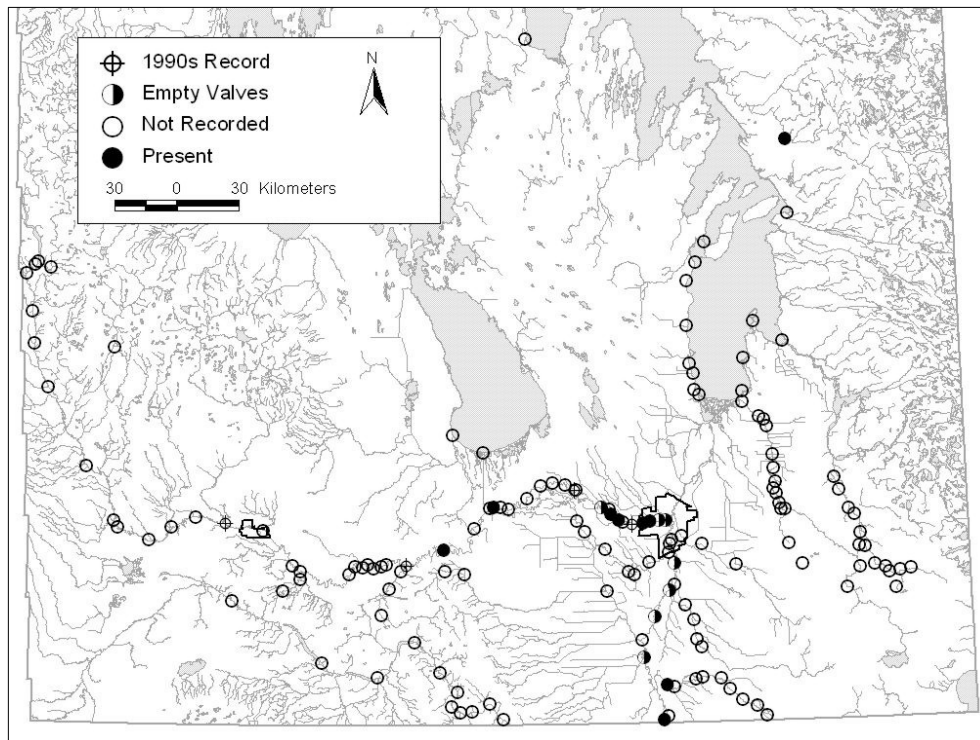 1990s Record
N
Empty Valves
Not Recorded
Present
30 0 30 Kilometers